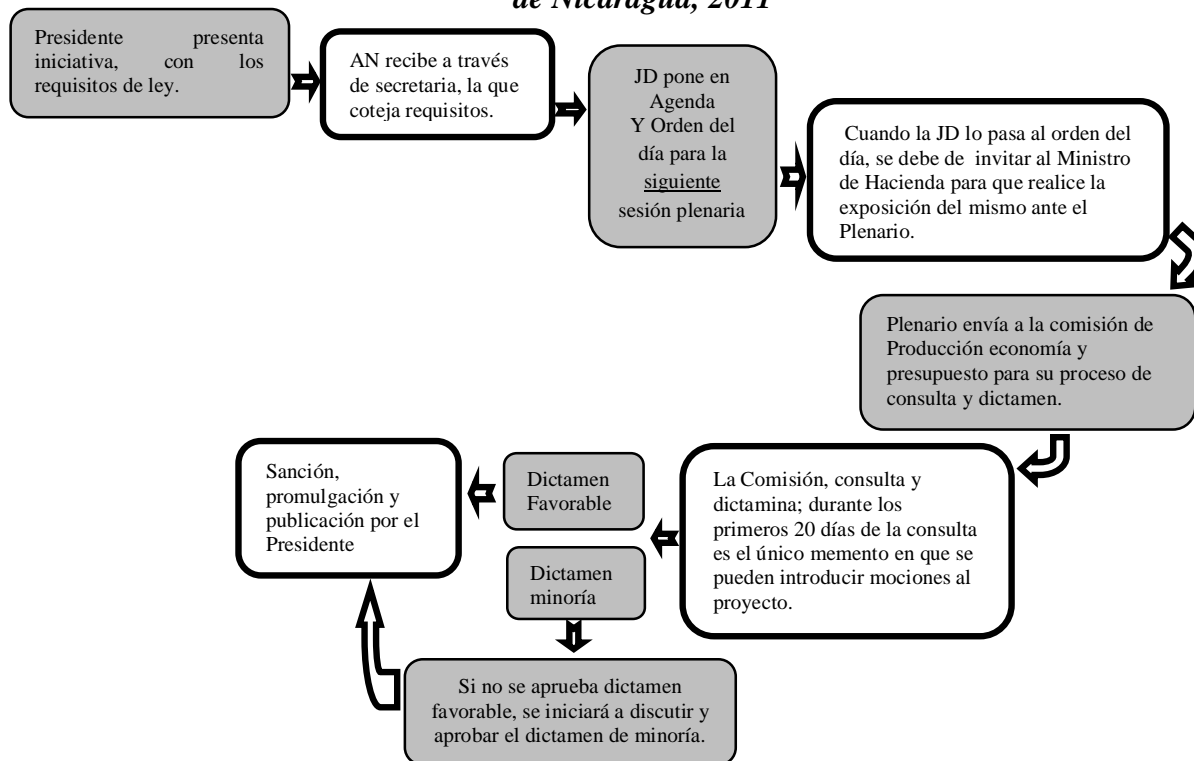 de Nicaragua, 2011
Presidente presenta
iniciativa, con los
requisitos de ley.
AN recibe a través
de secretaria, la que
coteja requisitos.
JD pone en
Agenda
Y Orden del
día para la
siguiente
sesión plenaria
Cuando la JD lo pasa al orden del
día, se debe de invitar al Ministro
de Hacienda para que realice la
exposición del mismo ante el
Plenario.
Plenario envía a la comisión de
Producción economía y
presupuesto para su proceso de
consulta y dictamen.
La Comisión, consulta y
dictamina; durante los
primeros 20 días de la consulta
es el único memento en que se
pueden introducir mociones al
proyecto.
Dictamen
Favorable
Dictamen
minoría
Sanción,
promulgación y
publicación por el
Presidente
Si no se aprueba dictamen
favorable, se iniciará a discutir y
aprobar el dictamen de minoría.